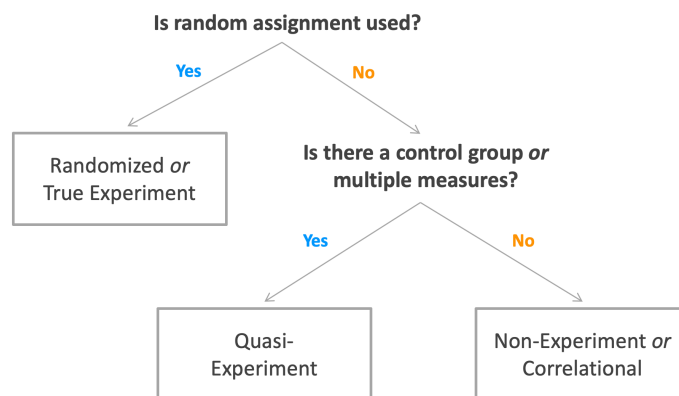 Is random assignment used?
Yes
No
Randomized or
True Experiment
Is there a control group or
multiple measures?
Yes
No
Quasi-
Experiment
Non-Experiment or
Correlational